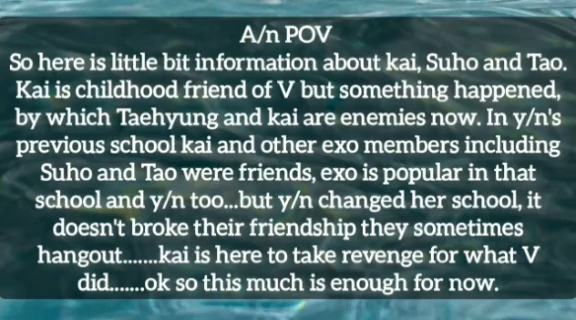 A/n POV
So here is little bit information about kai, Suho and Tao.
Kai is childhood friend of V but something happened,
by which Taehyung and kai are enemies now. In y/n's
previous school kai and other exo members including
Suho and Tao were friends, exo is popular in that
school and y/n too...but y/n changed her school, it
doesn't broke their friendship they sometimes
hangout.......kai is here to take revenge for what V
did.......ok so this much is enough for now.